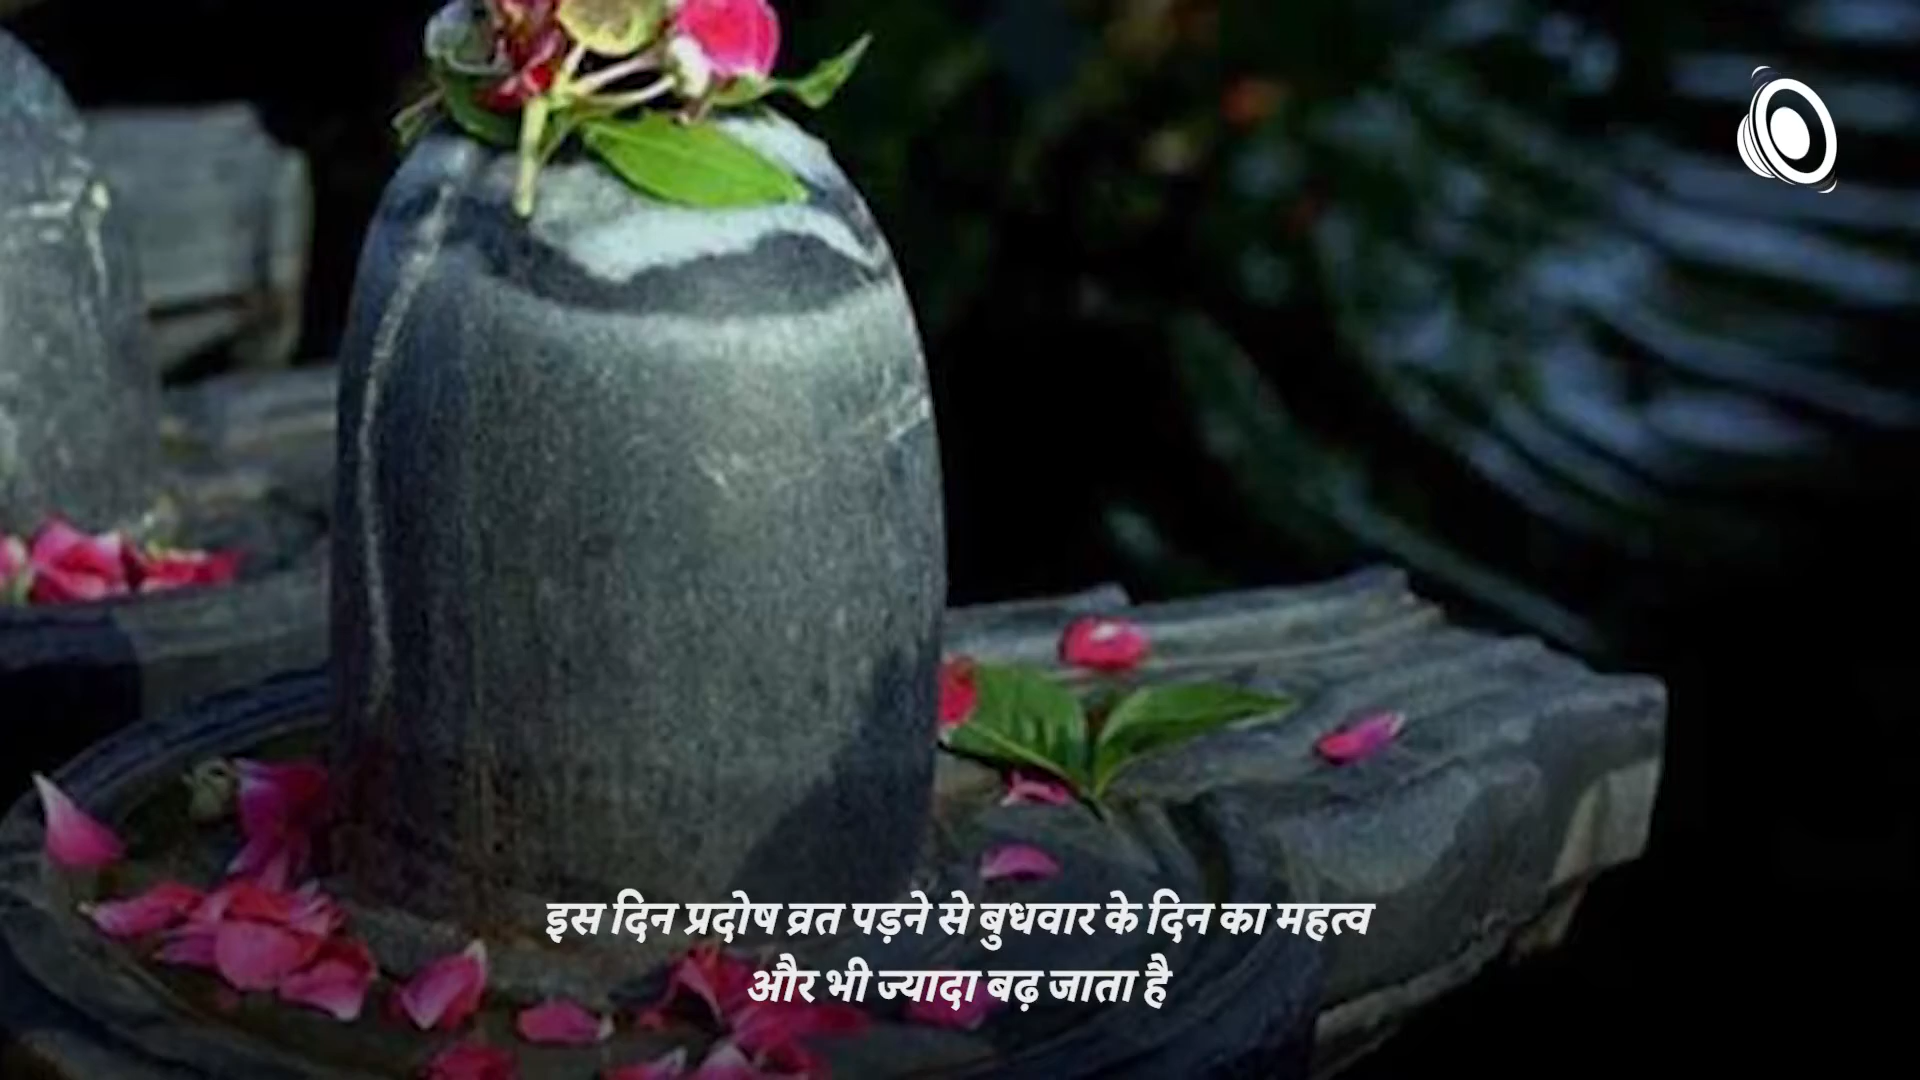 इस दिन प्रदोष व्रत पड़ने से बुधवार के दिन का महत्व
और भी ज्यादा बढ़ जाता है